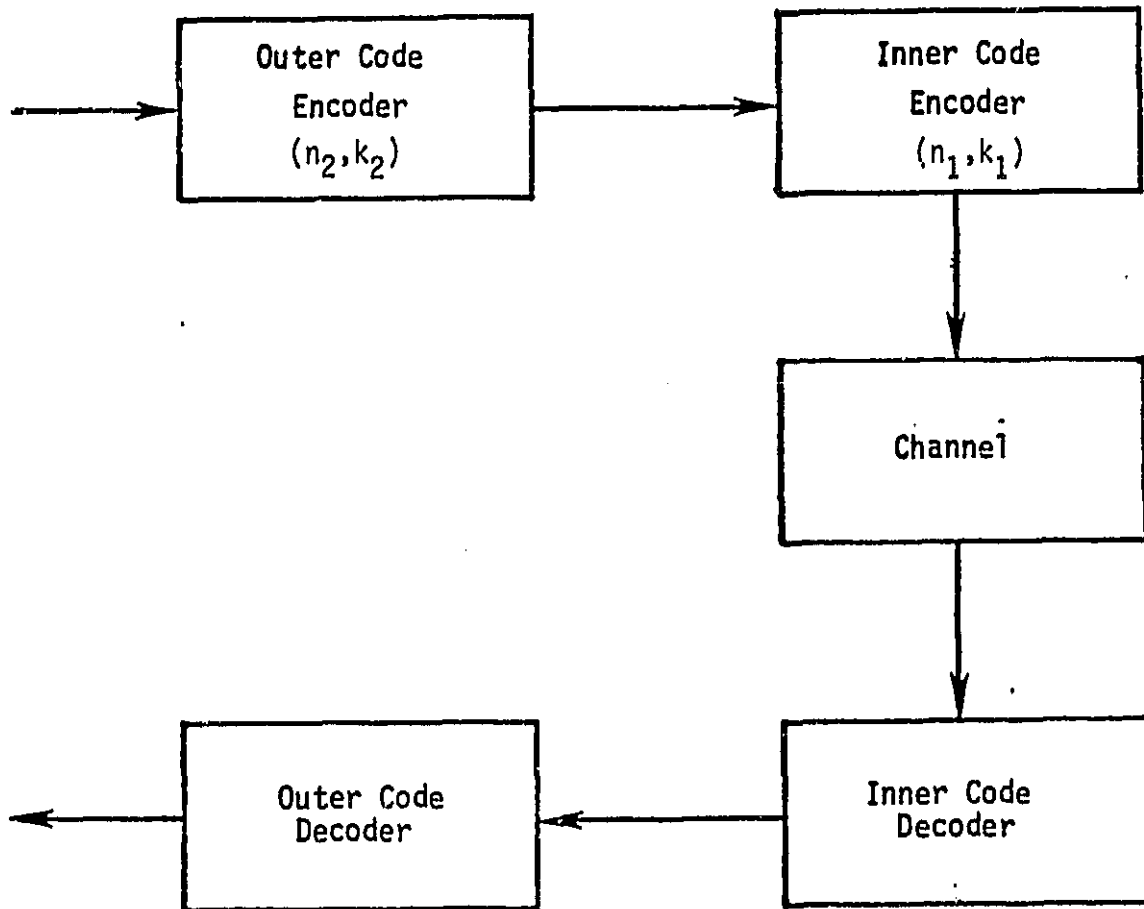 Outer Code
Encoder
(n₂,k₂)
Inner Code
Encoder
(n₁,k₁)
Channel
Outer Code
Decoder
Inner Code
Decoder